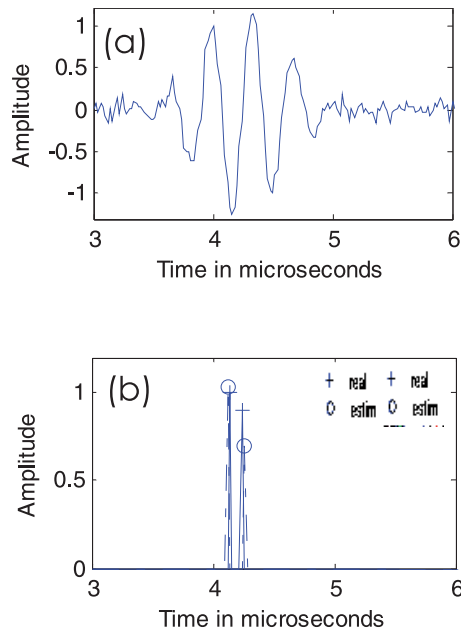 (a)
1
0.5
0
-0.5
-1
Amplitude
3 4 5 6
Time in microseconds
(b)
+ real + real
o estim o estim
1
0.5
0
Amplitude
3 4 5 6
Time in microseconds